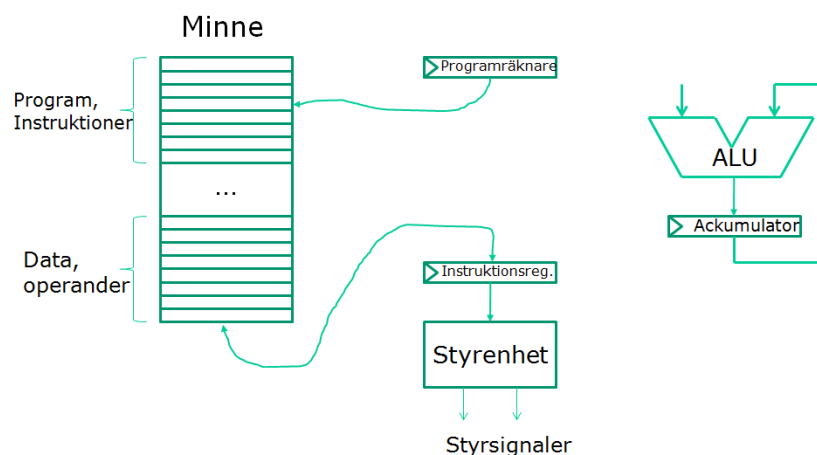 Minne
Programräknare
Program,
Instruktioner
ALU
...
Ackumulator
Data,
operander
Instruktionsreg.
Styrenhet
Styrsignaler